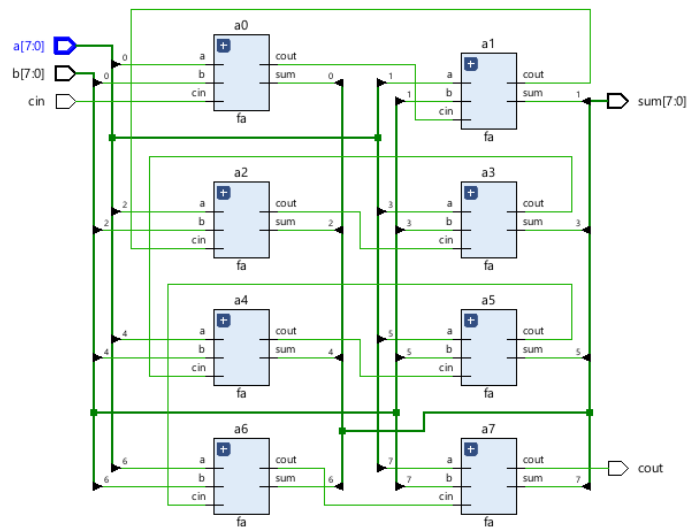 a[7:0]
b[7:0]
cin
a0
0 a cout
0 b sum 0
cin
fa
a1
1 a cout
1 b sum 1
cin
fa
sum[7:0]
a2
2 a cout
2 b sum 2
cin
fa
a3
3 a cout
3 b sum 3
cin
fa
a4
4 a cout
4 b sum 4
cin
fa
a5
5 a cout
5 b sum 5
cin
fa
a6
6 a cout
6 b sum 6
cin
fa
a7
7 a cout
7 b sum 7
cin
fa
cout